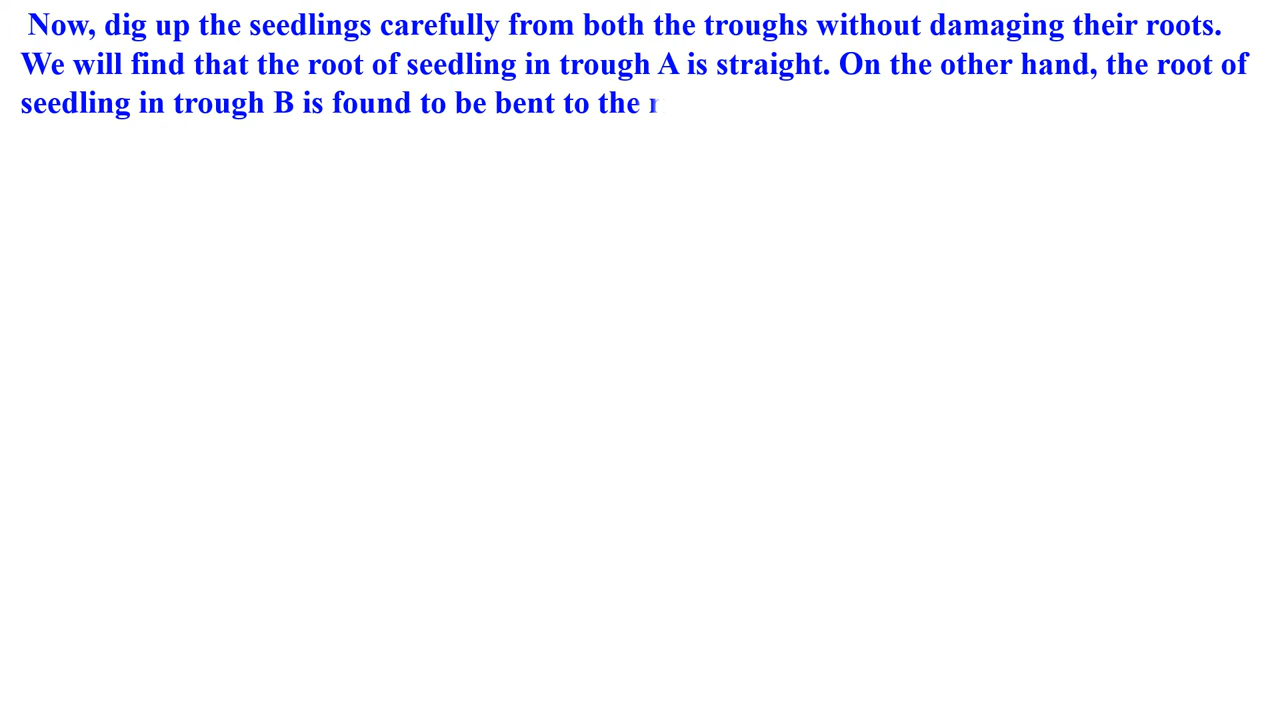 Now, dig up the seedlings carefully from both the troughs without damaging their roots.
We will find that the root of seedling in trough A is straight. On the other hand, the root of
seedling in trough B is found to be bent to the